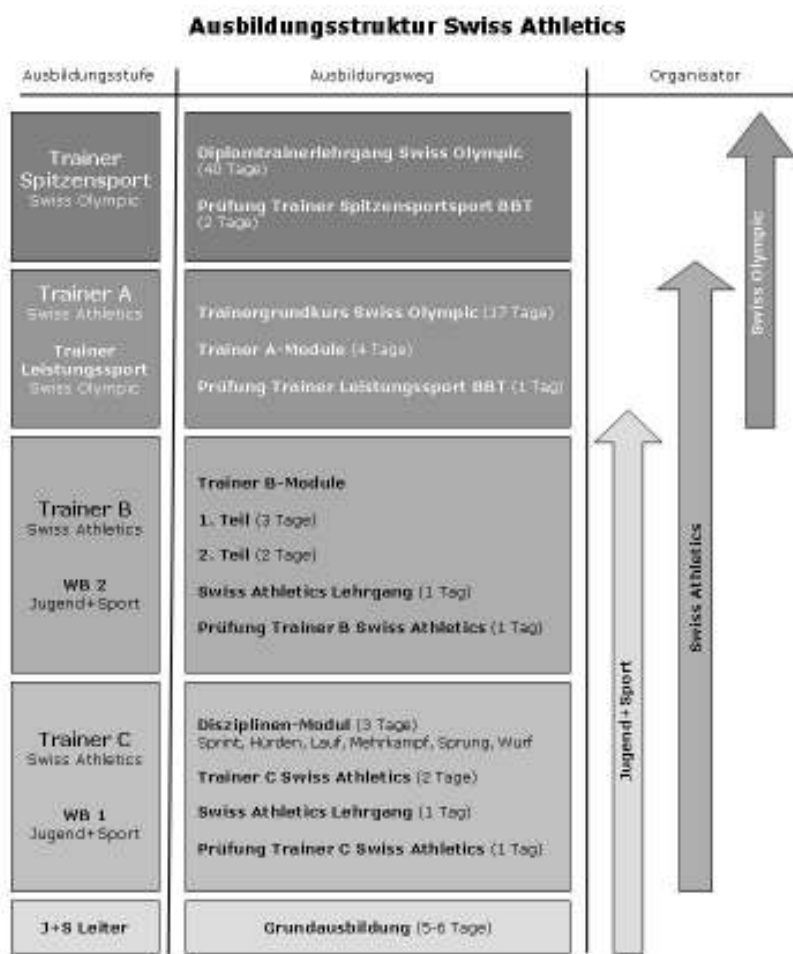 Ausbildungsstruktur Swiss Athletics
Ausbildungsstufe
Ausbildungsweg
Organisator
Trainer
Spitzensport
Swiss Olympic
Diplomtrainerlehrgang Swiss Olympic
(40 Tage)
Prüfung Trainer Spitzensportsport BBT
(2 Tage)
Trainer A
Swiss Athletics
Trainer
Leistungssport
Swiss Olympic
Trainergrundkurs Swiss Olympic (17 Tage)
Trainer A-Module (4 Tage)
Prüfung Trainer Leistungssport BBT (1 Tag)
Trainer B
Swiss Athletics
WB 2
Jugend+Sport
Trainer B-Module
1. Teil (3 Tage)
2. Teil (2 Tage)
Swiss Athletics Lehrgang (1 Tag)
Prüfung Trainer B Swiss Athletics (1 Tag)
Trainer C
Swiss Athletics
WB 1
Jugend+Sport
Disziplinen-Modul (3 Tage)
Sprint, Hürden, Lauf, Mehrkampf, Sprung, Wurf
Trainer C Swiss Athletics (2 Tage)
Swiss Athletics Lehrgang (1 Tag)
Prüfung Trainer C Swiss Athletics (1 Tag)
J+S Leiter
Grundausbildung (5-6 Tage)
Jugend+Sport
Swiss Athletics
Swiss Olympic